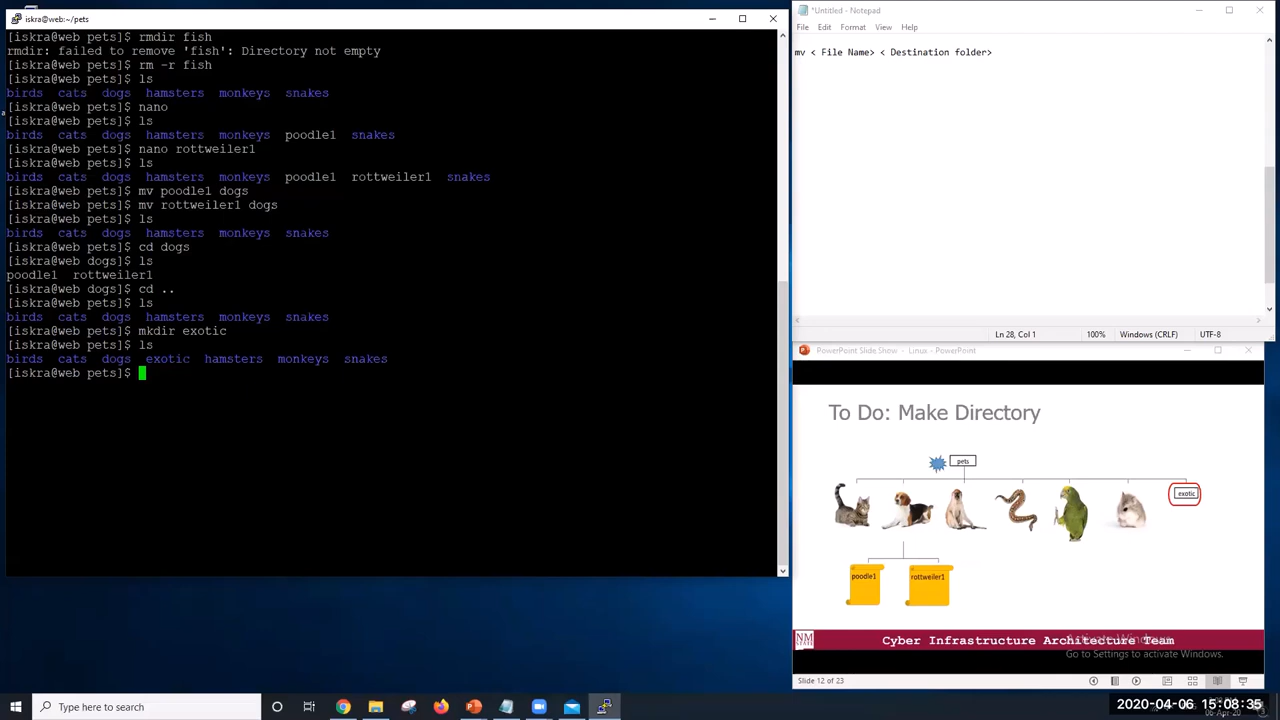 iskra@web:~/pets
[iskra@web pets]$ rmdir fish
rmdir: failed to remove 'fish': Directory not empty
[iskra@web pets]$ rm -r fish
[iskra@web pets]$ ls
birds cats dogs hamsters monkeys snakes
[iskra@web pets]$ nano
[iskra@web pets]$ ls
birds cats dogs hamsters monkeys poodle1 snakes
[iskra@web pets]$ nano rottweiler1
[iskra@web pets]$ ls
birds cats dogs hamsters monkeys poodle1 rottweiler1 snakes
[iskra@web pets]$ mv poodle1 dogs
[iskra@web pets]$ mv rottweiler1 dogs
[iskra@web pets]$ ls
birds cats dogs hamsters monkeys snakes
[iskra@web pets]$ cd dogs
[iskra@web dogs]$ ls
poodle1 rottweiler1
[iskra@web dogs]$ cd ..
[iskra@web pets]$ ls
birds cats dogs hamsters monkeys snakes
[iskra@web pets]$ mkdir exotic
[iskra@web pets]$ ls
birds cats dogs exotic hamsters monkeys snakes
[iskra@web pets]$
*Untitled - Notepad
File Edit Format View Help
mv < File Name> < Destination folder>
Ln 28, Col 1 100% Windows (CRLF) UTF-8
PowerPoint Slide Show - Linux - PowerPoint
To Do: Make Directory
pets
exotic
poodle1 rottweiler1
NM
STATE
Cyber Infrastructure Architecture Team
Activate Windows
Go to Settings to activate Windows.
Slide 12 of 23
Type here to search
2020-04-06 15:08:35